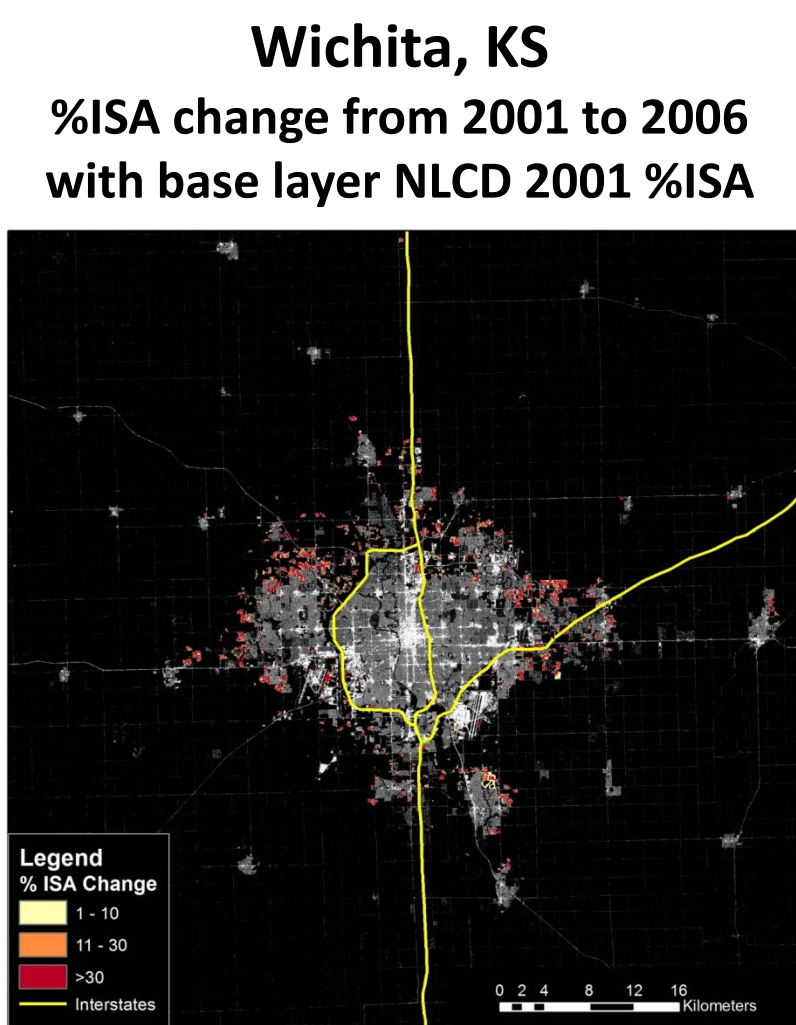 Wichita, KS
%ISA change from 2001 to 2006
with base layer NLCD 2001 %ISA
Legend
% ISA Change
1 - 10
11 - 30
>30
Interstates
0 2 4 8 12 16
Kilometers